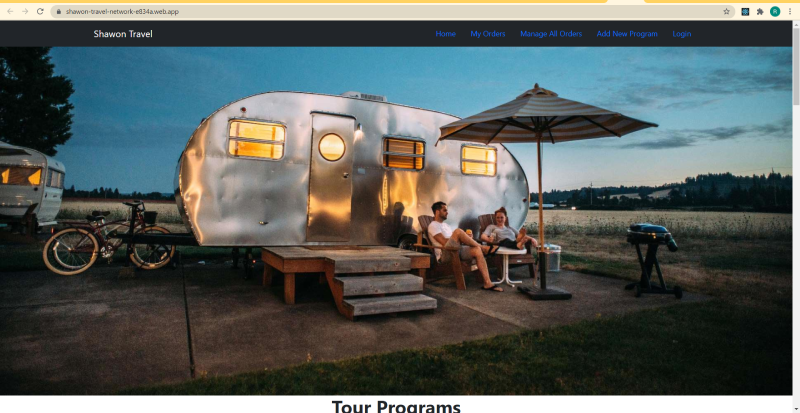 shawon-travel-network-e834a.web.app
Shawon Travel Home My Orders Manage All Orders Add New Program Login
Tour Programs